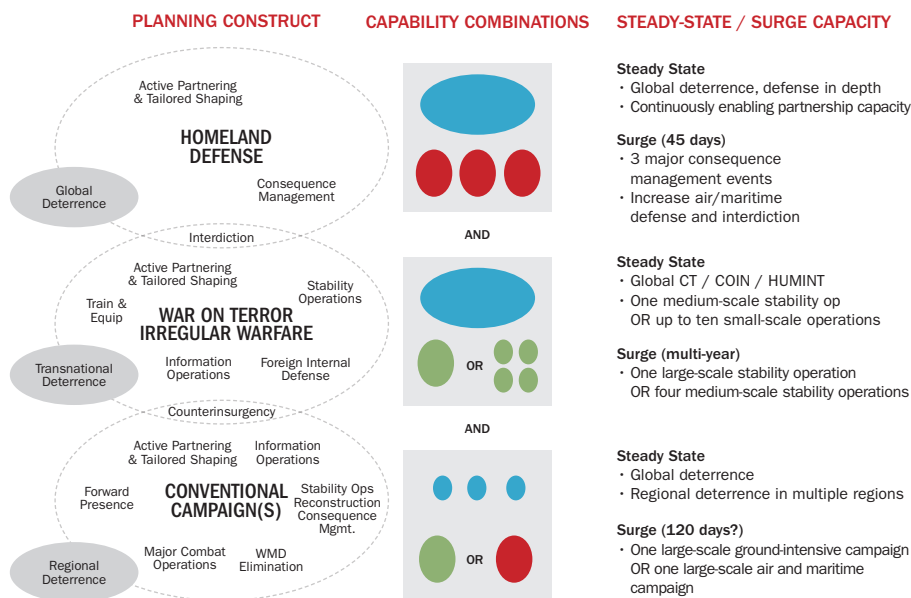 PLANNING CONSTRUCT
CAPABILITY COMBINATIONS
STEADY-STATE / SURGE CAPACITY
Active Partnering
& Tailored Shaping
HOMELAND
DEFENSE
Consequence
Management
Global
Deterrence
Interdiction
AND
Steady State
· Global deterrence, defense in depth
· Continuously enabling partnership capacity
Surge (45 days)
· 3 major consequence
management events
· Increase air/maritime
defense and interdiction
Active Partnering
& Tailored Shaping
Stability
Operations
Train &
Equip
WAR ON TERROR
IRREGULAR WARFARE
Information
Operations
Foreign Internal
Defense
Transnational
Deterrence
Counterinsurgency
OR
AND
Steady State
· Global CT / COIN / HUMINT
· One medium-scale stability op
OR up to ten small-scale operations
Surge (multi-year)
· One large-scale stability operation
OR four medium-scale stability operations
Active Partnering
& Tailored Shaping
Information
Operations
Forward
Presence
CONVENTIONAL
CAMPAIGN(S)
Stability Ops
Reconstruction
Consequence
Mgmt.
Major Combat
Operations
WMD
Elimination
Regional
Deterrence
OR
Steady State
· Global deterrence
· Regional deterrence in multiple regions
Surge (120 days?)
· One large-scale ground-intensive campaign
OR one large-scale air and maritime
campaign